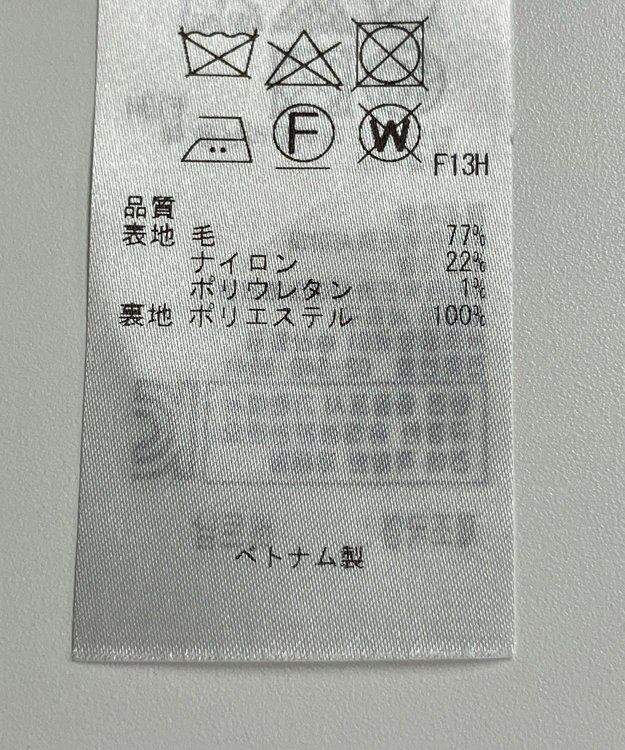 F W F13H
品質
表地 毛 77%
ナイロン 22%
ポリウレタン 1%
裏地 ポリエステル 100%
ベトナム製